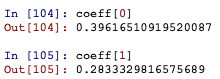 In [104]: coeff[0]
Out[104]: 0.39616510919520087
In [105]: coeff[1]
Out[105]: 0.2833329816575689